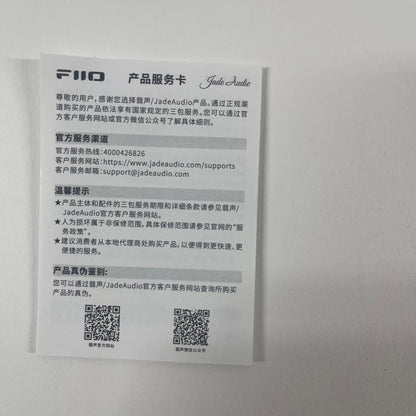 FIIO 产品服务卡 Jade Audio
尊敬的用户，感谢您选择翡声/JadeAudio产品。通过正规渠
道购买的产品依法享有国家规定的三包服务。您可以通过官
方客户服务网站或官方微信公众号了解具体细则。
官方服务渠道
官方服务热线：4000426826
客户服务网站：https://www.jadeaudio.com/supports
客户服务邮箱：support@jadeaudio.com
温馨提示
★产品主体和配件的三包服务期限和详细条款请参见翡声/
JadeAudio官方客户服务网站。
★人为损坏属于非保修范围，具体保修范围请参见官网的“服
务政策”。
★建议消费者从本地代理商处购买产品，以便得到更快速、更
便捷的服务。
产品真伪鉴别：
您可以通过翡声/JadeAudio官方客户服务网站查询所购买
产品的真伪。
翡声官方网站 翡声微信公众号